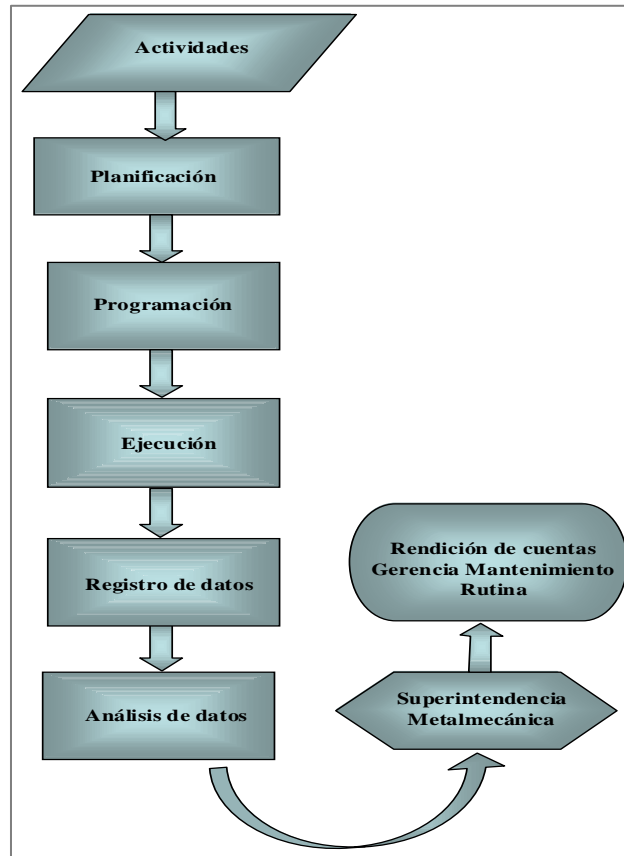 Actividades
Planificación
Programación
Ejecución
Registro de datos
Análisis de datos
Superintendencia
Metalmecánica
Rendición de cuentas
Gerencia Mantenimiento
Rutina